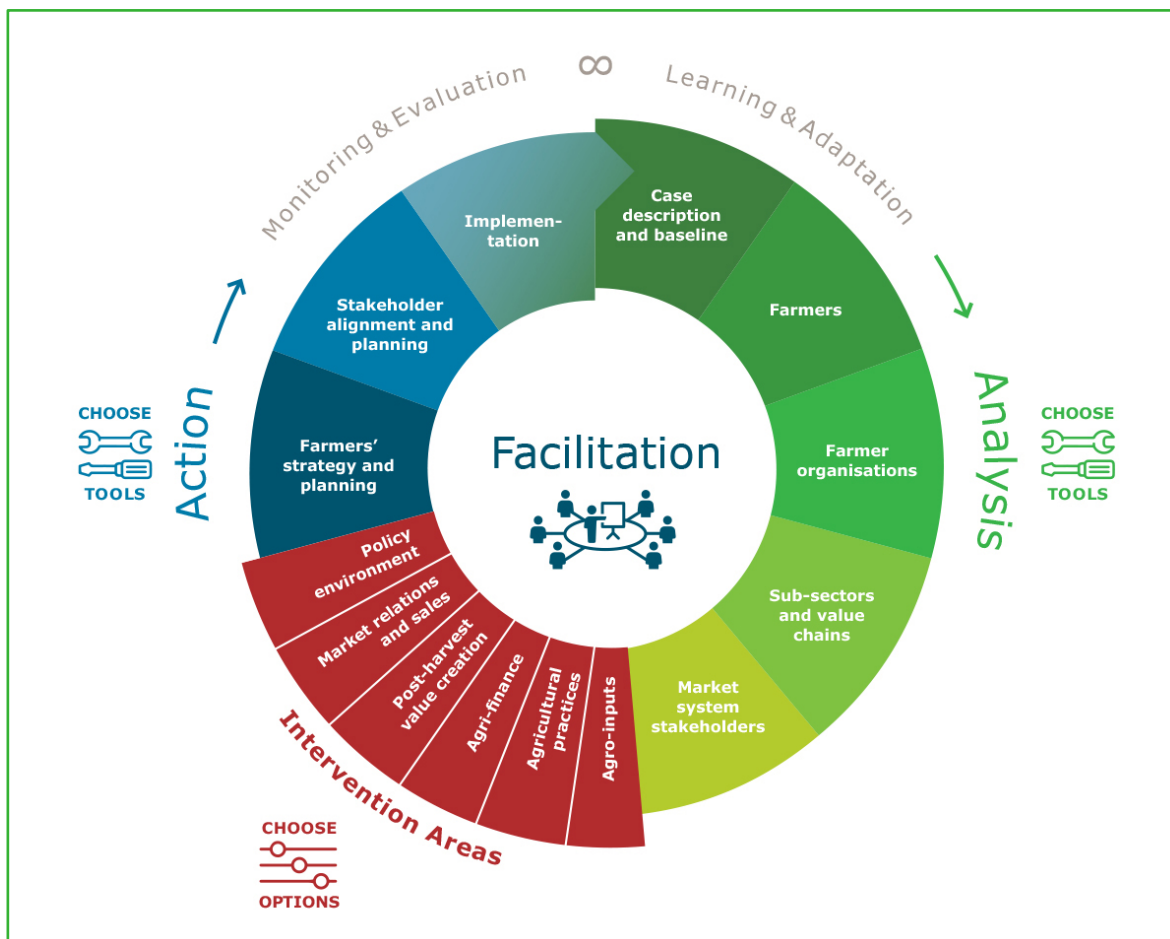 Monitoring & Evaluation
∞
Learning & Adaptation
Implemen-
tation
Case
description
and baseline
Stakeholder
alignment and
planning
Farmers
Farmers’
strategy and
planning
Farmer
organisations
Facilitation
Action
Analysis
CHOOSE
TOOLS
CHOOSE
TOOLS
Sub-sectors
and value
chains
Market
system
stakeholders
Policy
environment
Market relations
and sales
Post-harvest
value creation
Agri-finance
Agricultural
practices
Agro-inputs
Intervention Areas
CHOOSE
OPTIONS